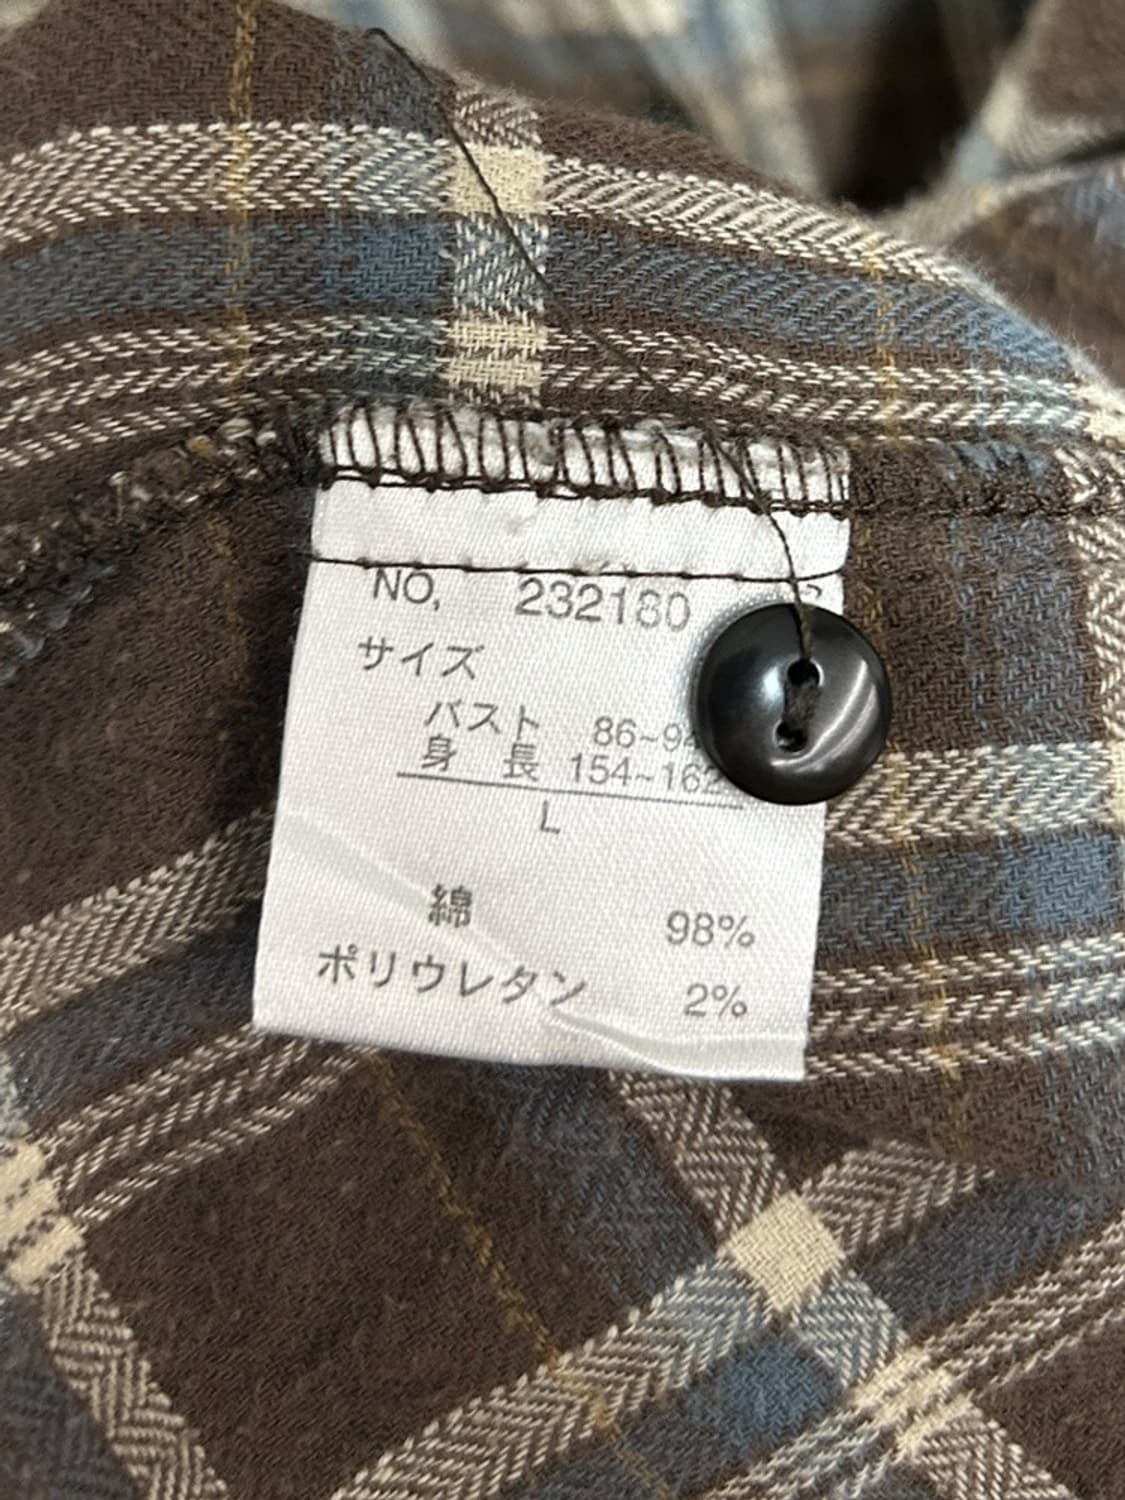 NO, 232180
サイズ
バスト 86~94
身 長 154~162
L
綿 98%
ポリウレタン 2%